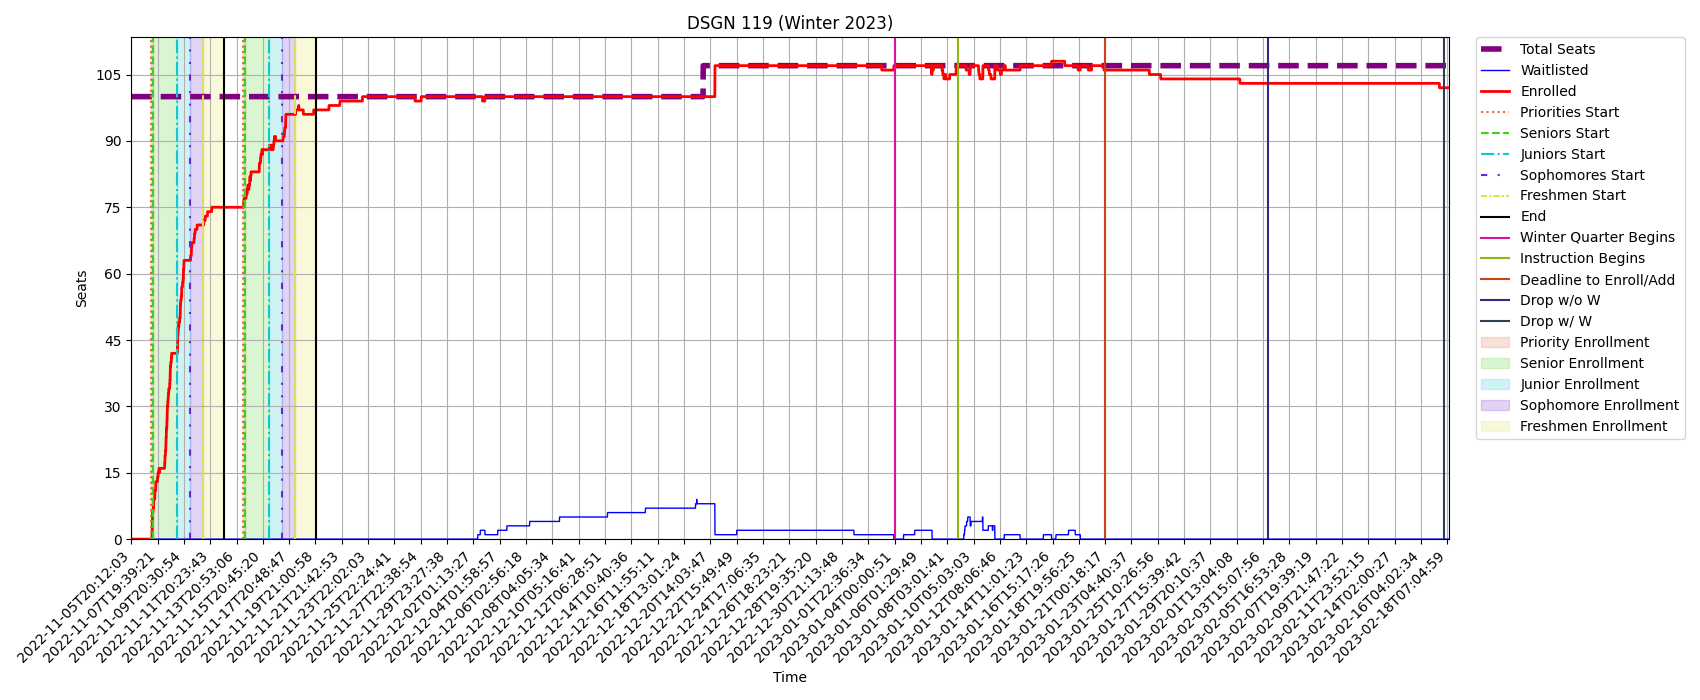 DSGN 119 (Winter 2023)
Seats
105
90
75
60
45
30
15
0
2022-11-05T20:12:03
2022-11-07T19:39:21
2022-11-09T20:30:54
2022-11-11T20:23:43
2022-11-13T20:53:06
2022-11-15T20:45:20
2022-11-17T20:48:47
2022-11-19T21:00:58
2022-11-21T21:42:53
2022-11-23T22:02:03
2022-11-25T22:24:41
2022-11-27T22:38:54
2022-11-29T23:27:38
2022-12-02T01:13:27
2022-12-04T01:58:57
2022-12-06T02:56:18
2022-12-08T04:05:34
2022-12-10T05:16:41
2022-12-12T06:28:51
2022-12-14T10:40:36
2022-12-16T11:55:11
2022-12-18T13:01:24
2022-12-20T14:03:47
2022-12-22T15:49:49
2022-12-24T17:06:35
2022-12-26T18:23:21
2022-12-28T19:35:20
2022-12-30T21:13:48
2023-01-01T22:36:34
2023-01-04T00:00:51
2023-01-06T01:29:49
2023-01-08T03:01:41
2023-01-10T05:03:03
2023-01-12T08:06:46
2023-01-14T11:01:23
2023-01-16T15:17:26
2023-01-18T19:56:25
2023-01-21T00:18:17
2023-01-23T04:40:37
2023-01-25T10:26:56
2023-01-27T15:39:42
2023-01-29T20:10:37
2023-02-01T13:04:08
2023-02-03T15:07:56
2023-02-05T16:53:28
2023-02-07T19:39:19
2023-02-09T21:47:22
2023-02-11T23:52:15
2023-02-14T02:00:27
2023-02-16T04:02:34
2023-02-18T07:04:59
Time
Total Seats
Waitlisted
Enrolled
Priorities Start
Seniors Start
Juniors Start
Sophomores Start
Freshmen Start
End
Winter Quarter Begins
Instruction Begins
Deadline to Enroll/Add
Drop w/o W
Drop w/ W
Priority Enrollment
Senior Enrollment
Junior Enrollment
Sophomore Enrollment
Freshmen Enrollment